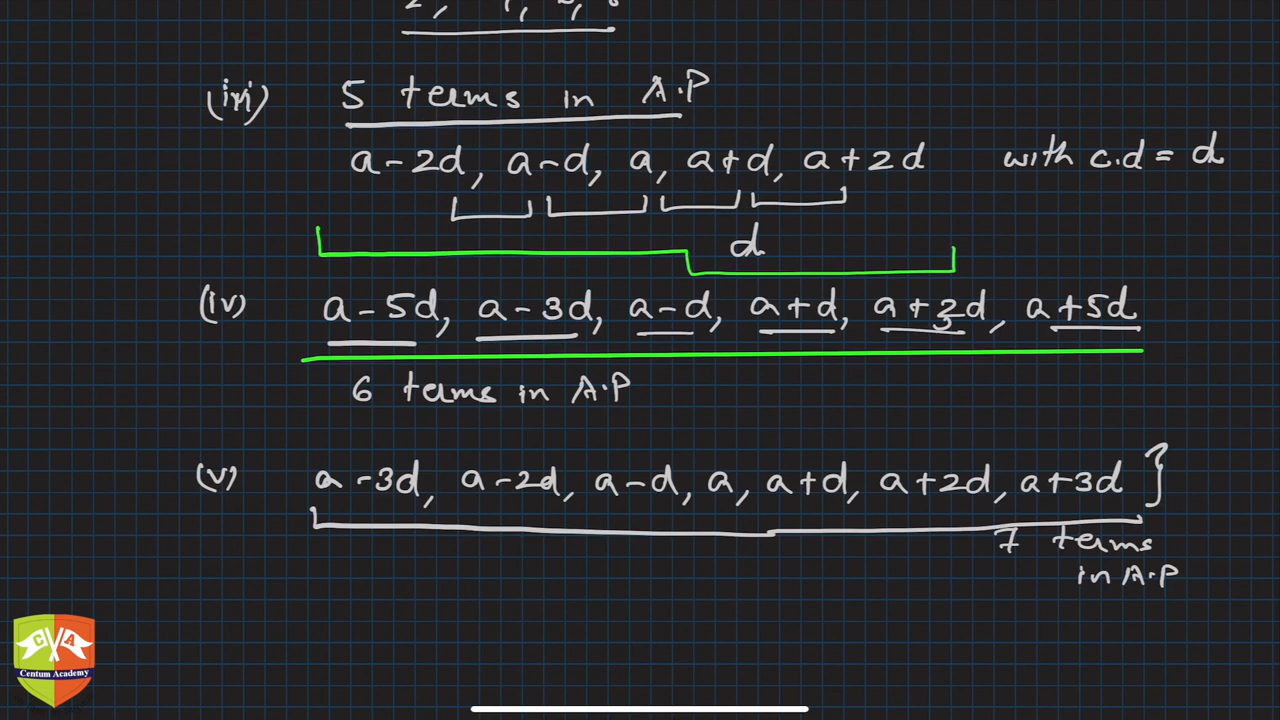 (iii) 5 terms in A.P
a-2d, a-d, a, a+d, a+2d with c.d = d
d
(iv) a-5d, a-3d, a-d, a+d, a+3d, a+5d
6 terms in A.P
(v) a-3d, a-2d, a-d, a, a+d, a+2d, a+3d }
7 terms
in A.P
C A
Centum Academy